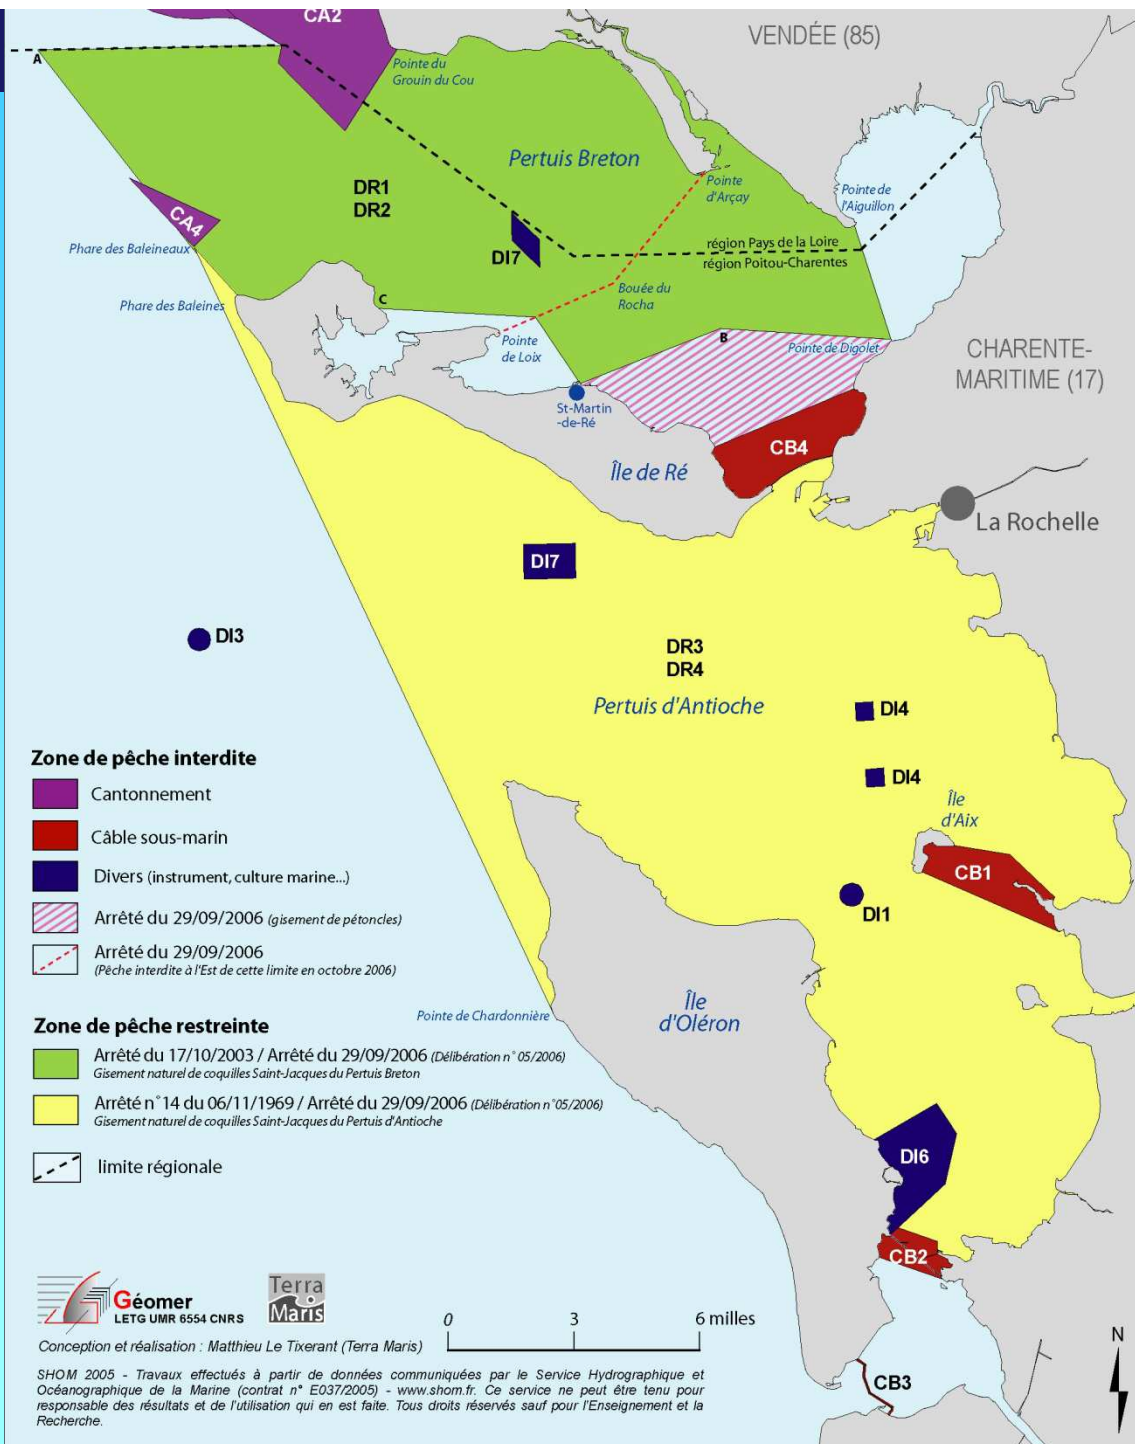 CA2
VENDÉE (85)
A
Pointe du
Grouin du Cou
Pertuis Breton
DR1
DR2
CA4
Pointe
d'Arçay
Pointe de
l'Aiguillon
Phare des Baleineaux
DI7
région Pays de la Loire
région Poitou-Charentes
Phare des Baleines
C
Bouée du
Rocha
Pointe
de Loix
B
Pointe de Digolet
CHARENTE-
MARITIME (17)
St-Martin
-de-Ré
CB4
Île de Ré
La Rochelle
DI7
DI3
DR3
DR4
Pertuis d'Antioche
DI4
DI4
Île
d'Aix
CB1
DI1
Zone de pêche interdite
Cantonnement
Câble sous-marin
Divers (instrument, culture marine...)
Arrêté du 29/09/2006 (gisement de pétoncles)
Arrêté du 29/09/2006
(Pêche interdite à l'Est de cette limite en octobre 2006)
Pointe de Chardonnière
Île
d'Oléron
Zone de pêche restreinte
Arrêté du 17/10/2003 / Arrêté du 29/09/2006 (Délibération n°05/2006)
Gisement naturel de coquilles Saint-Jacques du Pertuis Breton
Arrêté n°14 du 06/11/1969 / Arrêté du 29/09/2006 (Délibération n°05/2006)
Gisement naturel de coquilles Saint-Jacques du Pertuis d'Antioche
limite régionale
DI6
CB2
CB3
Géomer
LETG UMR 6554 CNRS
Terra
Maris
0 3 6 milles
N
Conception et réalisation : Matthieu Le Tixerant (Terra Maris)
SHOM 2005 - Travaux effectués à partir de données communiquées par le Service Hydrographique et
Océanographique de la Marine (contrat n° E037/2005) - www.shom.fr. Ce service ne peut être tenu pour
responsable des résultats et de l'utilisation qui en est faite. Tous droits réservés sauf pour l'Enseignement et la
Recherche.